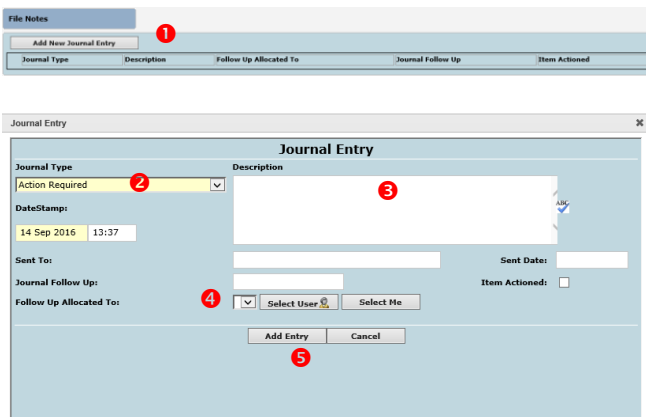 File Notes
Add New Journal Entry 1
Journal Type Description Follow Up Allocated To Journal Follow Up Item Actioned
Journal Entry
Journal Entry
Journal Type Description
Action Required 2 3
ABC
DateStamp:
14 Sep 2016 13:37
Sent To: Sent Date:
Journal Follow Up: Item Actioned:
Follow Up Allocated To: 4 Select User Select Me
Add Entry Cancel
5